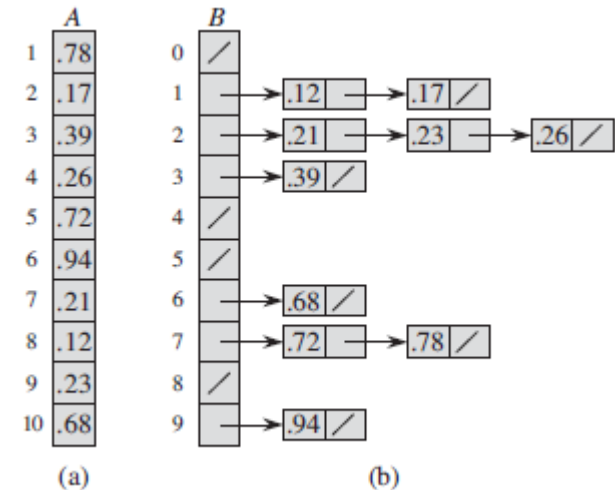 A B
1 .78 0 /
2 .17 1 .12 .17 /
3 .39 2 .21 .23 .26 /
4 .26 3 .39 /
5 .72 4 /
6 .94 5 /
7 .21 6 .68 /
8 .12 7 .72 .78 /
9 .23 8 /
10 .68 9 .94 /
(a) (b)